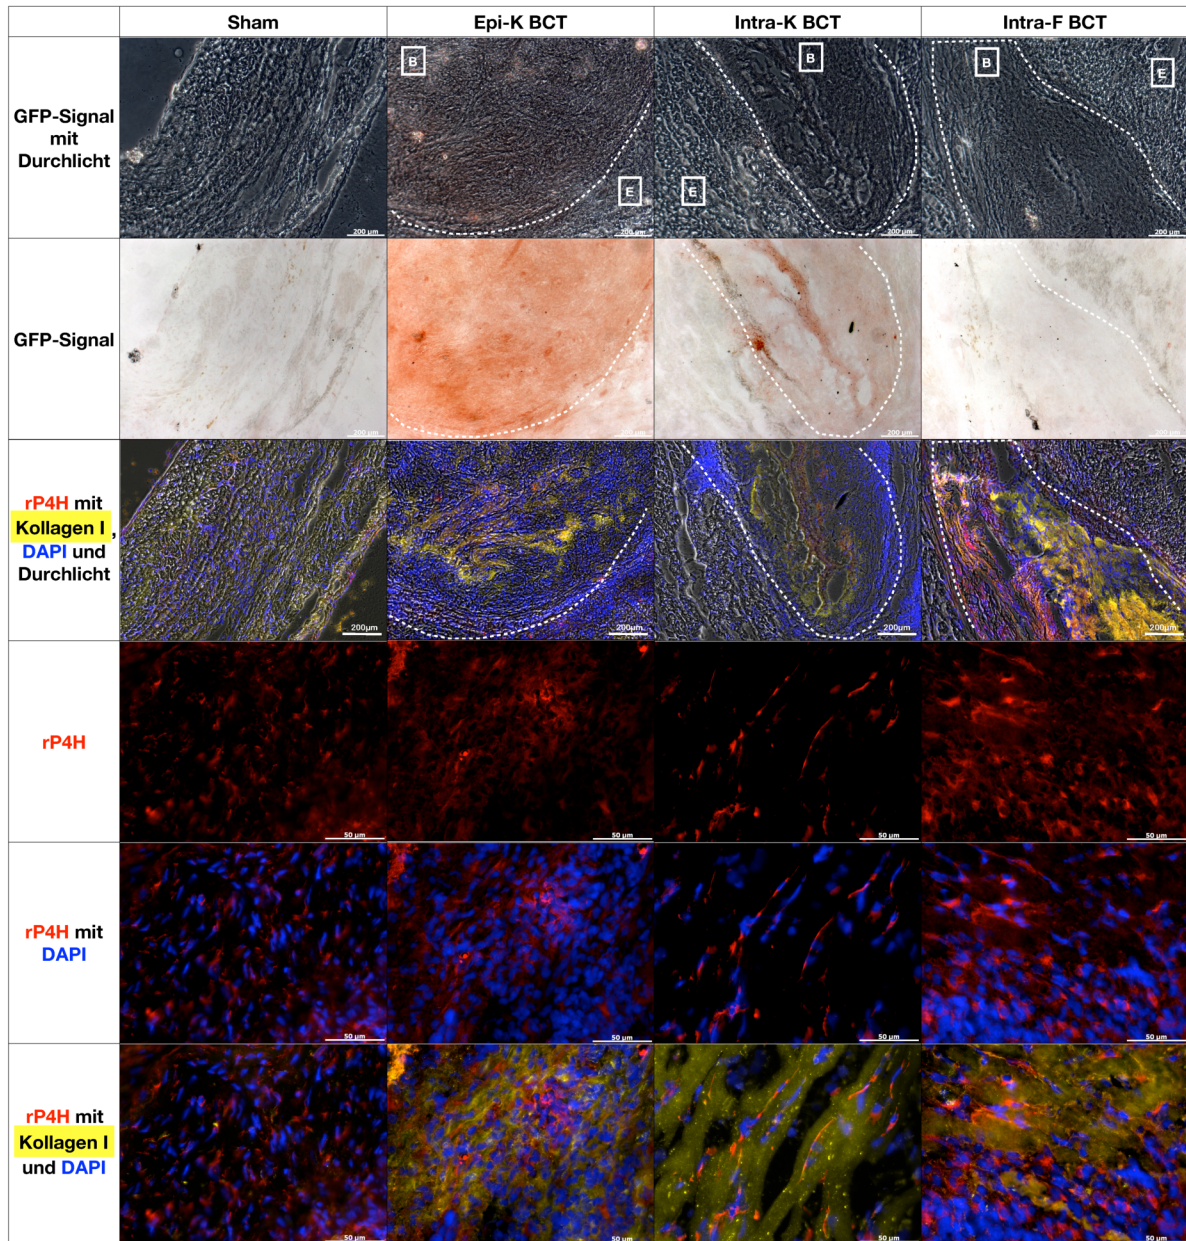 Sham
Epi-K BCT
Intra-K BCT
Intra-F BCT
GFP-Signal
mit
Durchlicht
200 µm
B
E
200 µm
B
E
200 µm
B
E
200 µm
GFP-Signal
200 µm
200 µm
200 µm
200 µm
rP4H mit
Kollagen I ,
DAPI und
Durchlicht
200µm
200µm
200µm
200µm
rP4H
50 µm
50 µm
50 µm
50 µm
rP4H mit
DAPI
50 µm
50 µm
50 µm
50 µm
rP4H mit
Kollagen I
und DAPI
50 µm
50 µm
50 µm
50 µm